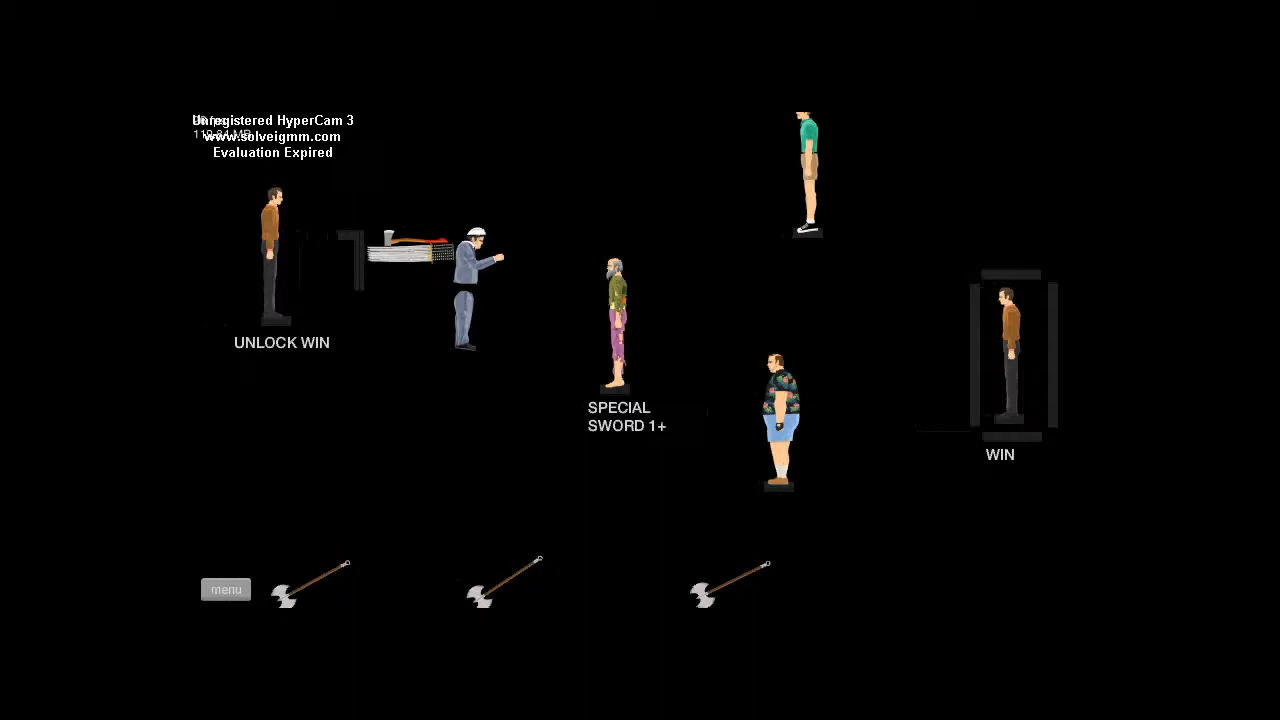 Unregistered HyperCam 3
www.solveigmm.com
Evaluation Expired
UNLOCK WIN
SPECIAL
SWORD 1+
WIN
menu